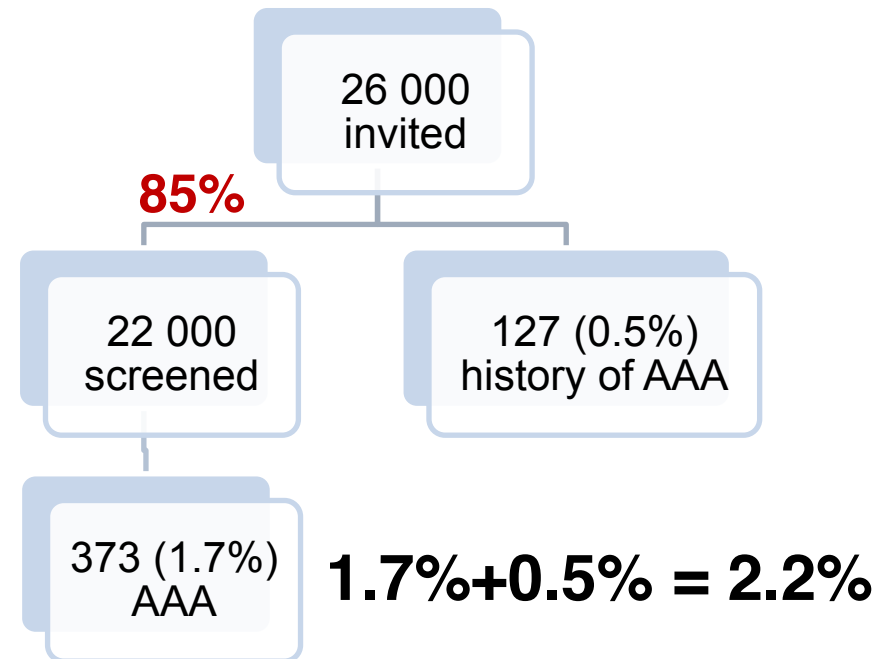 26 000
invited
85%
22 000
screened
127 (0.5%)
history of AAA
373 (1.7%)
AAA
1.7%+0.5% = 2.2%